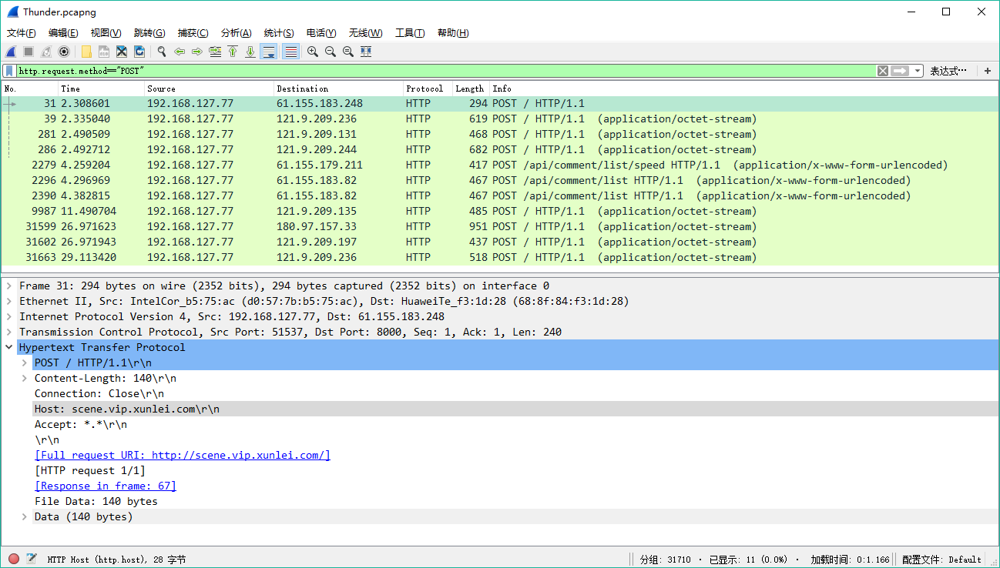 Thunder.pcapng
文件(F) 编辑(E) 视图(V) 跳转(G) 捕获(C) 分析(A) 统计(S) 电话(Y) 无线(W) 工具(T) 帮助(H)
http.request.method=="POST" 表达式… +
No. Time Source Destination Protocol Length Info
31 2.308601 192.168.127.77 61.155.183.248 HTTP 294 POST / HTTP/1.1
39 2.335040 192.168.127.77 121.9.209.236 HTTP 619 POST / HTTP/1.1 (application/octet-stream)
281 2.490509 192.168.127.77 121.9.209.131 HTTP 468 POST / HTTP/1.1 (application/octet-stream)
286 2.492712 192.168.127.77 121.9.209.244 HTTP 682 POST / HTTP/1.1 (application/octet-stream)
2279 4.259204 192.168.127.77 61.155.179.211 HTTP 417 POST /api/comment/list/speed HTTP/1.1 (application/x-www-form-urlencoded)
2296 4.296969 192.168.127.77 61.155.183.82 HTTP 467 POST /api/comment/list HTTP/1.1 (application/x-www-form-urlencoded)
2390 4.382815 192.168.127.77 61.155.183.82 HTTP 467 POST /api/comment/list HTTP/1.1 (application/x-www-form-urlencoded)
9987 11.490704 192.168.127.77 121.9.209.135 HTTP 485 POST / HTTP/1.1 (application/octet-stream)
31599 26.971623 192.168.127.77 180.97.157.33 HTTP 951 POST / HTTP/1.1 (application/octet-stream)
31602 26.971943 192.168.127.77 121.9.209.197 HTTP 437 POST / HTTP/1.1 (application/octet-stream)
31663 29.113420 192.168.127.77 121.9.209.236 HTTP 518 POST / HTTP/1.1 (application/octet-stream)
Frame 31: 294 bytes on wire (2352 bits), 294 bytes captured (2352 bits) on interface 0
Ethernet II, Src: IntelCor_b5:75:ac (d0:57:7b:b5:75:ac), Dst: HuaweiTe_f3:1d:28 (68:8f:84:f3:1d:28)
Internet Protocol Version 4, Src: 192.168.127.77, Dst: 61.155.183.248
Transmission Control Protocol, Src Port: 51537, Dst Port: 8000, Seq: 1, Ack: 1, Len: 240
Hypertext Transfer Protocol
POST / HTTP/1.1\r\n
Content-Length: 140\r\n
Connection: Close\r\n
Host: scene.vip.xunlei.com\r\n
Accept: *.*\r\n
\r\n
[Full request URI: http://scene.vip.xunlei.com/]
[HTTP request 1/1]
[Response in frame: 67]
File Data: 140 bytes
Data (140 bytes)
HTTP Host (http.host), 28 字节 分组: 31710 · 已显示: 11 (0.0%) · 加载时间: 0:1.166 配置文件: Default